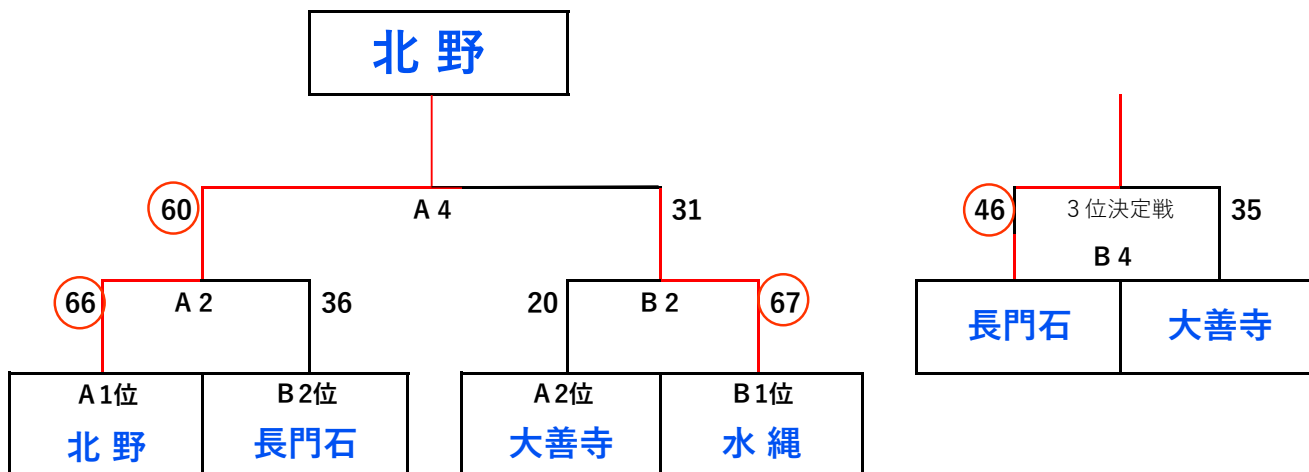 北 野
60 A 4 31
46 3位決定戦 35
B 4
66 A 2 36
20 B 2 67
長門石 大善寺
A 1位 B 2位 A 2位 B 1位
北 野 長門石 大善寺 水 縄